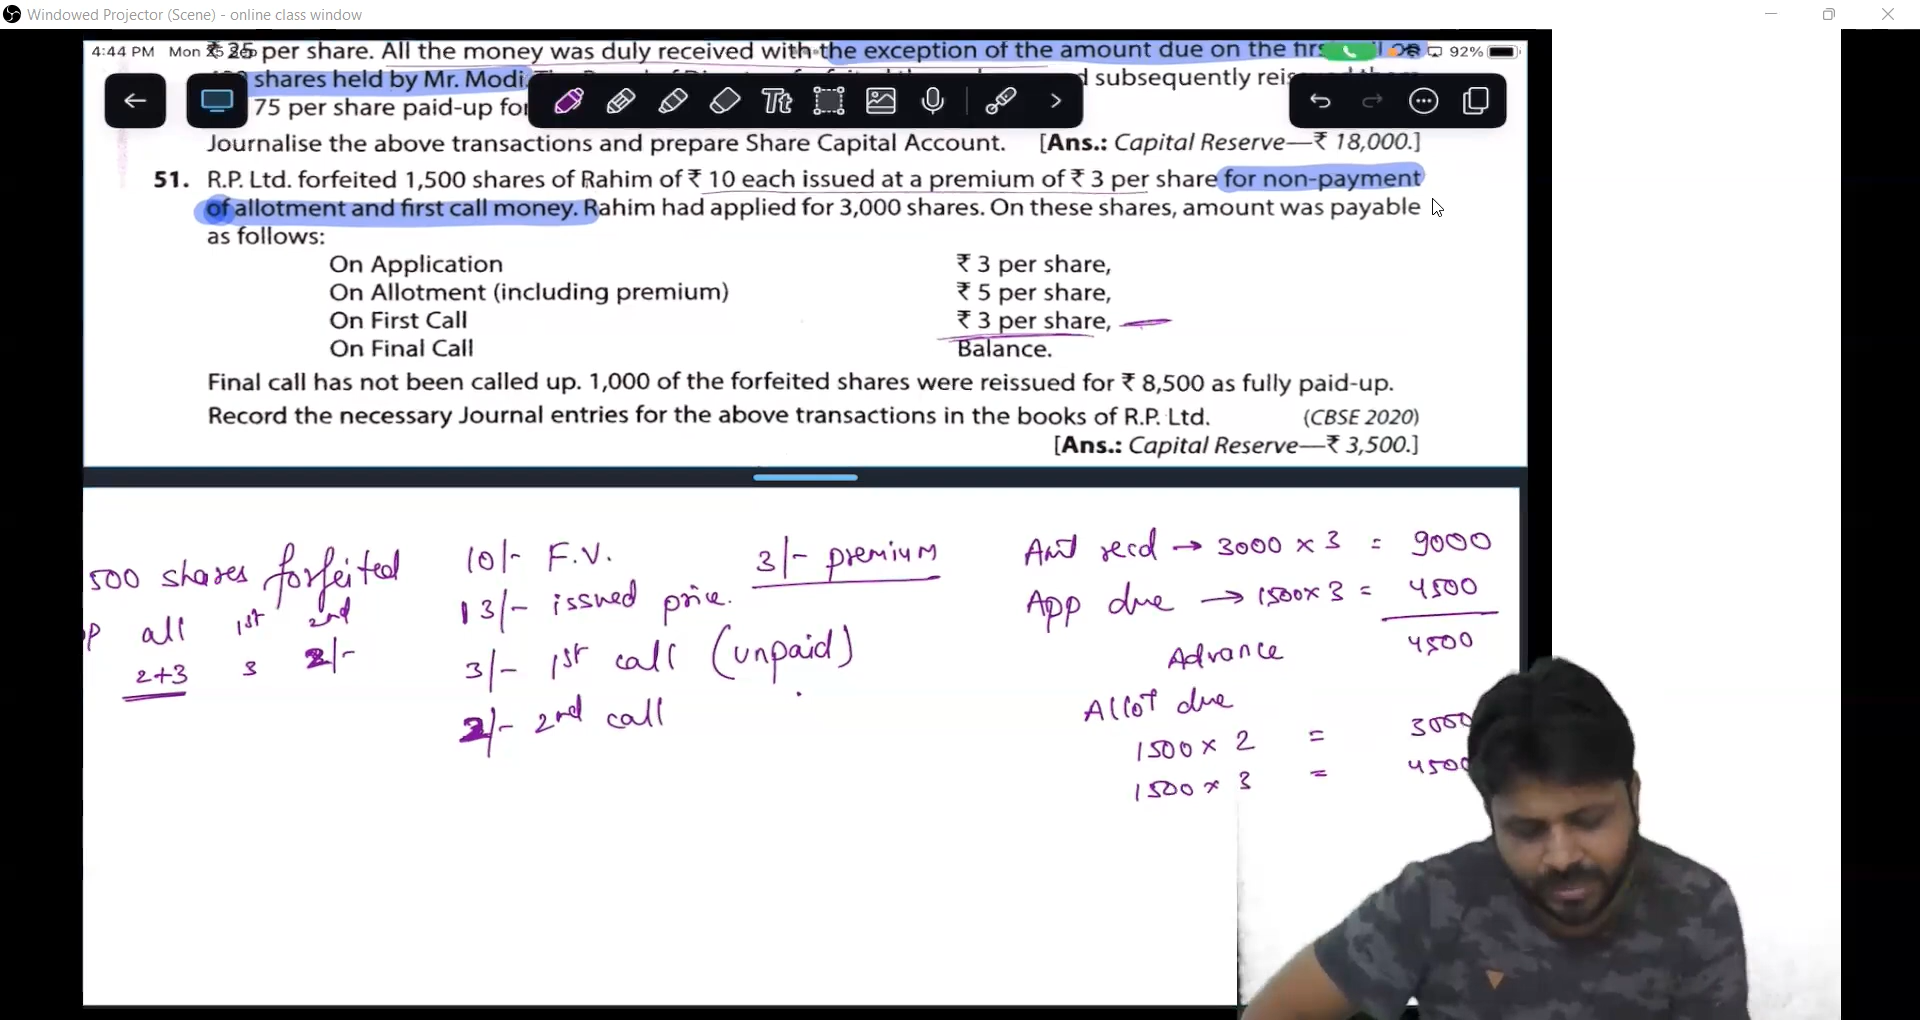 Windowed Projector (Scene) - online class window
4:44 PM Mon 25 Sep
92%
35 per share. All the money was duly received with the exception of the amount due on the
shares held by Mr. Modi.
d subsequently
75 per share paid-up for
Tt
Journalise the above transactions and prepare Share Capital Account. [Ans.: Capital Reserve—₹ 18,000.]
51. R.P. Ltd. forfeited 1,500 shares of Rahim of ₹ 10 each issued at a premium of ₹ 3 per share for non-payment
of allotment and first call money. Rahim had applied for 3,000 shares. On these shares, amount was payable
as follows:
On Application ₹ 3 per share,
On Allotment (including premium) ₹ 5 per share,
On First Call ₹ 3 per share,
On Final Call Balance.
Final call has not been called up. 1,000 of the forfeited shares were reissued for ₹ 8,500 as fully paid-up.
Record the necessary Journal entries for the above transactions in the books of R.P. Ltd. (CBSE 2020)
[Ans.: Capital Reserve—₹ 3,500.]
500 shares forfeited
p all 1st 2nd
2+3 3 2/-
10/- F.V. 3/- premium
13/- issued price.
3/- 1st call (unpaid)
2/- 2nd call
Amt recd → 3000 × 3 = 9000
App due → 1500 × 3 = 4500
Advance 4500
Allot due
1500 × 2 = 3000
1500 × 3 = 4500